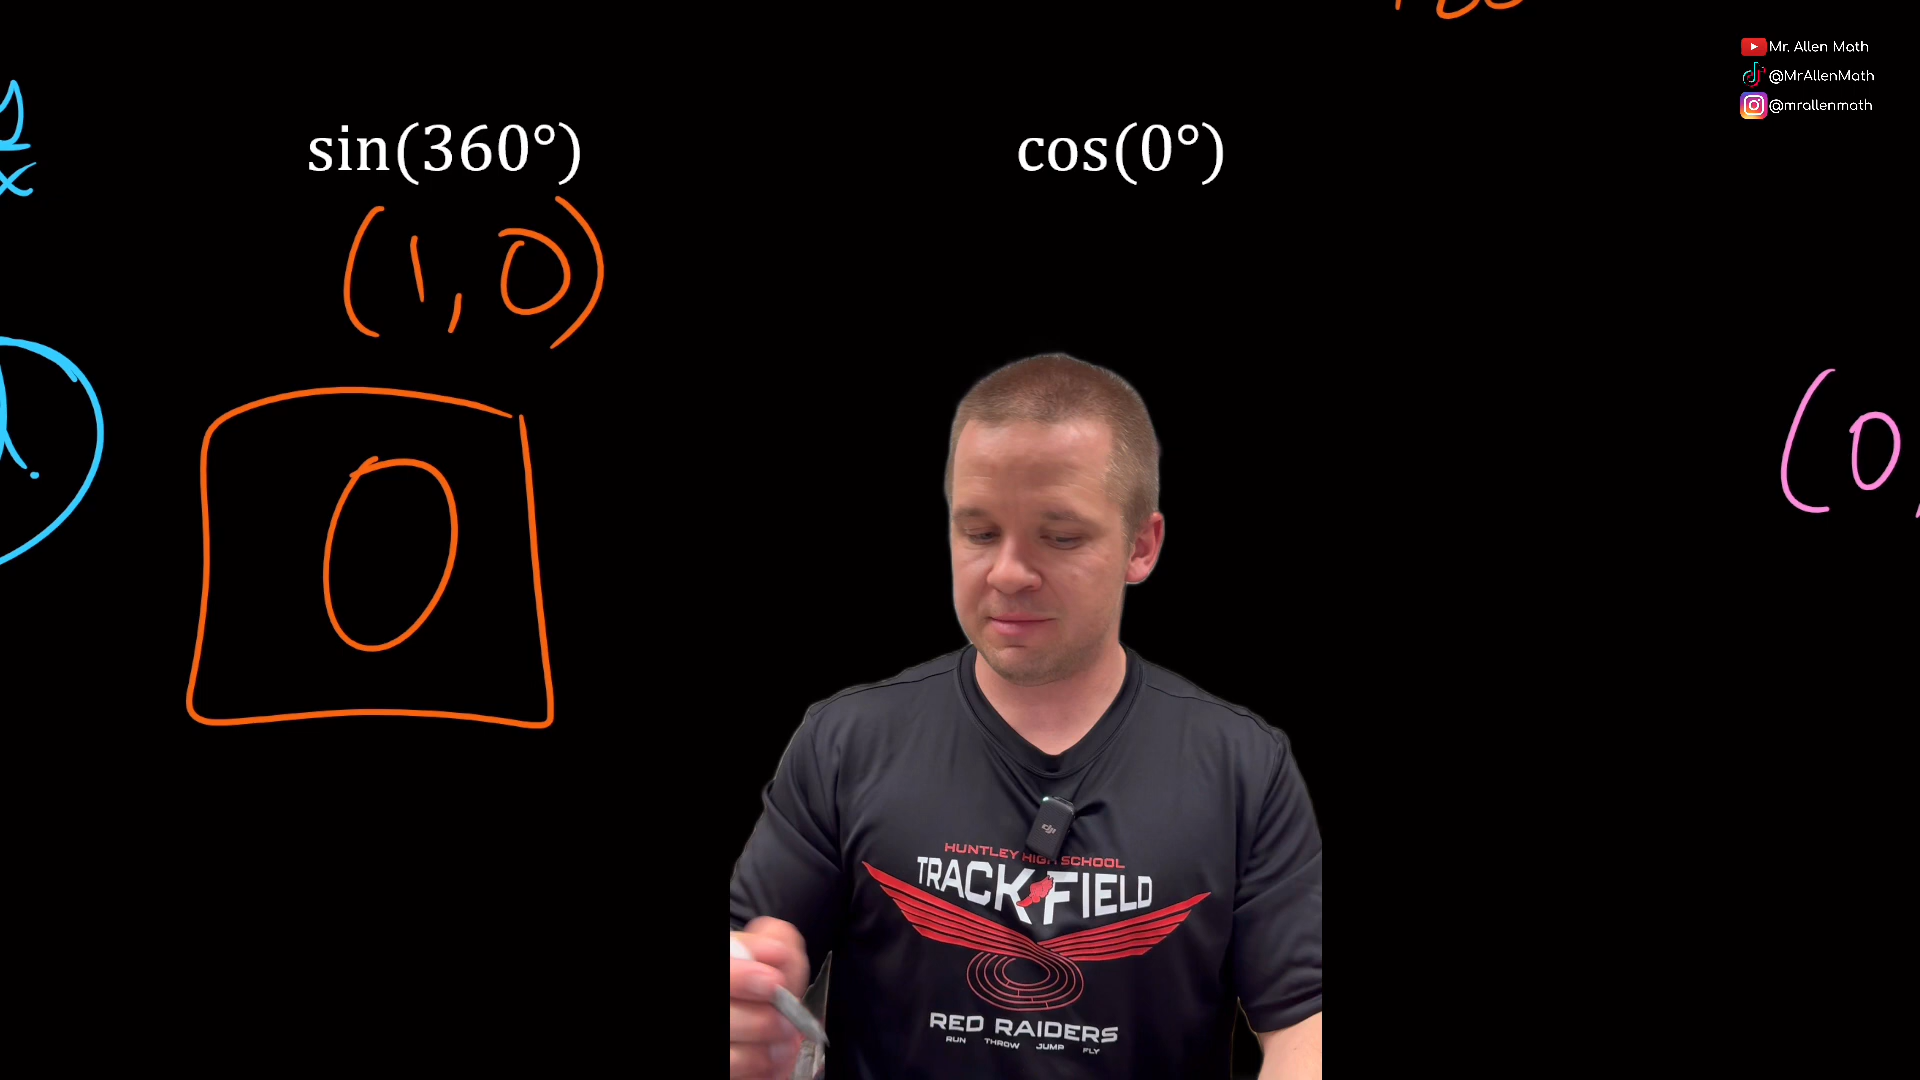 Mr. Allen Math
@MrAllenMath
@mrallenmath
y
x
sin(360°)
cos(0°)
(1,0)
(0,
0
HUNTLEY HIGH SCHOOL
TRACK FIELD
RED RAIDERS
RUN THROW JUMP FLY
dji